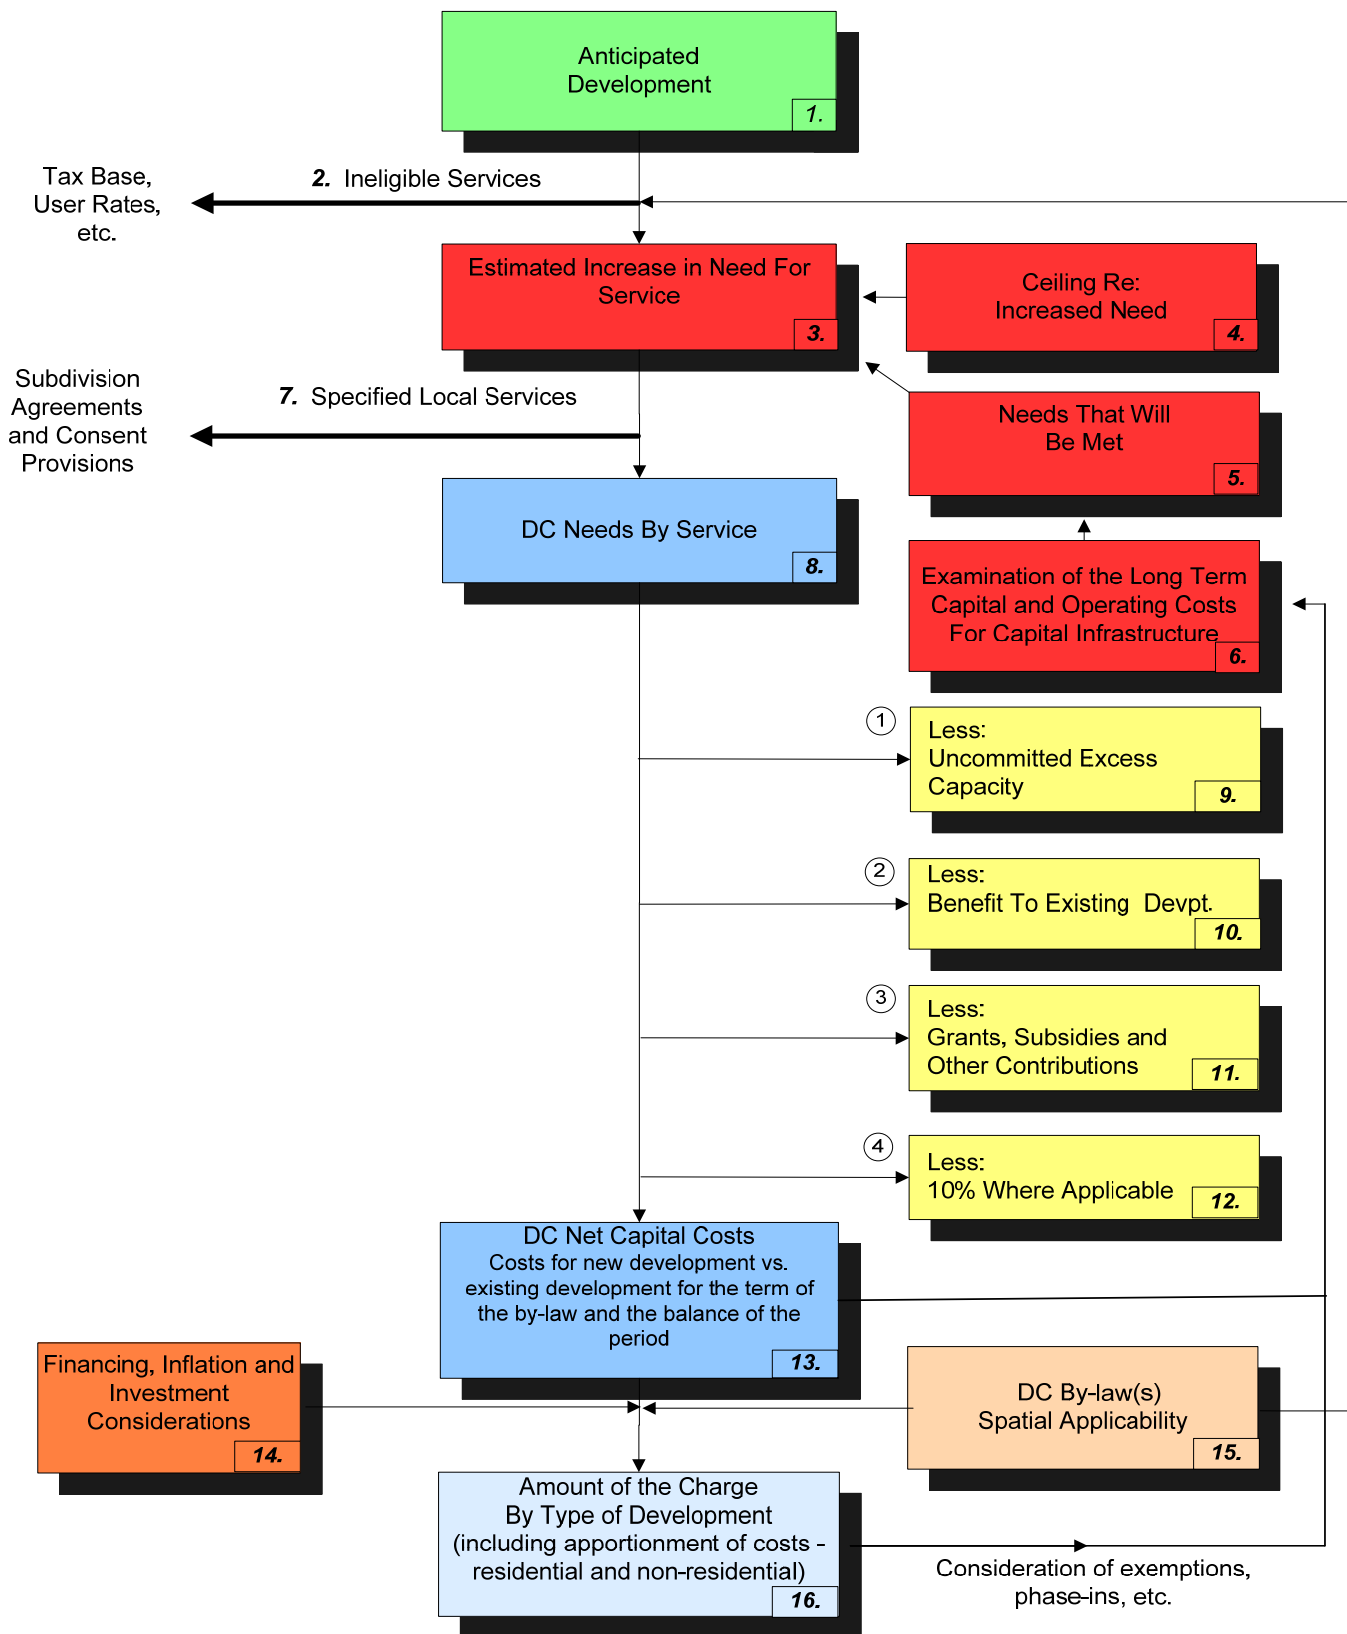 Anticipated
Development
1.
Tax Base,
User Rates,
etc.
2. Ineligible Services
Estimated Increase in Need For
Service
3.
Ceiling Re:
Increased Need
4.
Subdivision
Agreements
and Consent
Provisions
7. Specified Local Services
Needs That Will
Be Met
5.
DC Needs By Service
8.
Examination of the Long Term
Capital and Operating Costs
For Capital Infrastructure
6.
1
Less:
Uncommitted Excess
Capacity
9.
2
Less:
Benefit To Existing Devpt.
10.
3
Less:
Grants, Subsidies and
Other Contributions
11.
4
Less:
10% Where Applicable
12.
DC Net Capital Costs
Costs for new development vs.
existing development for the term of
the by-law and the balance of the
period
13.
Financing, Inflation and
Investment
Considerations
14.
DC By-law(s)
Spatial Applicability
15.
Amount of the Charge
By Type of Development
(including apportionment of costs -
residential and non-residential)
16.
Consideration of exemptions,
phase-ins, etc.